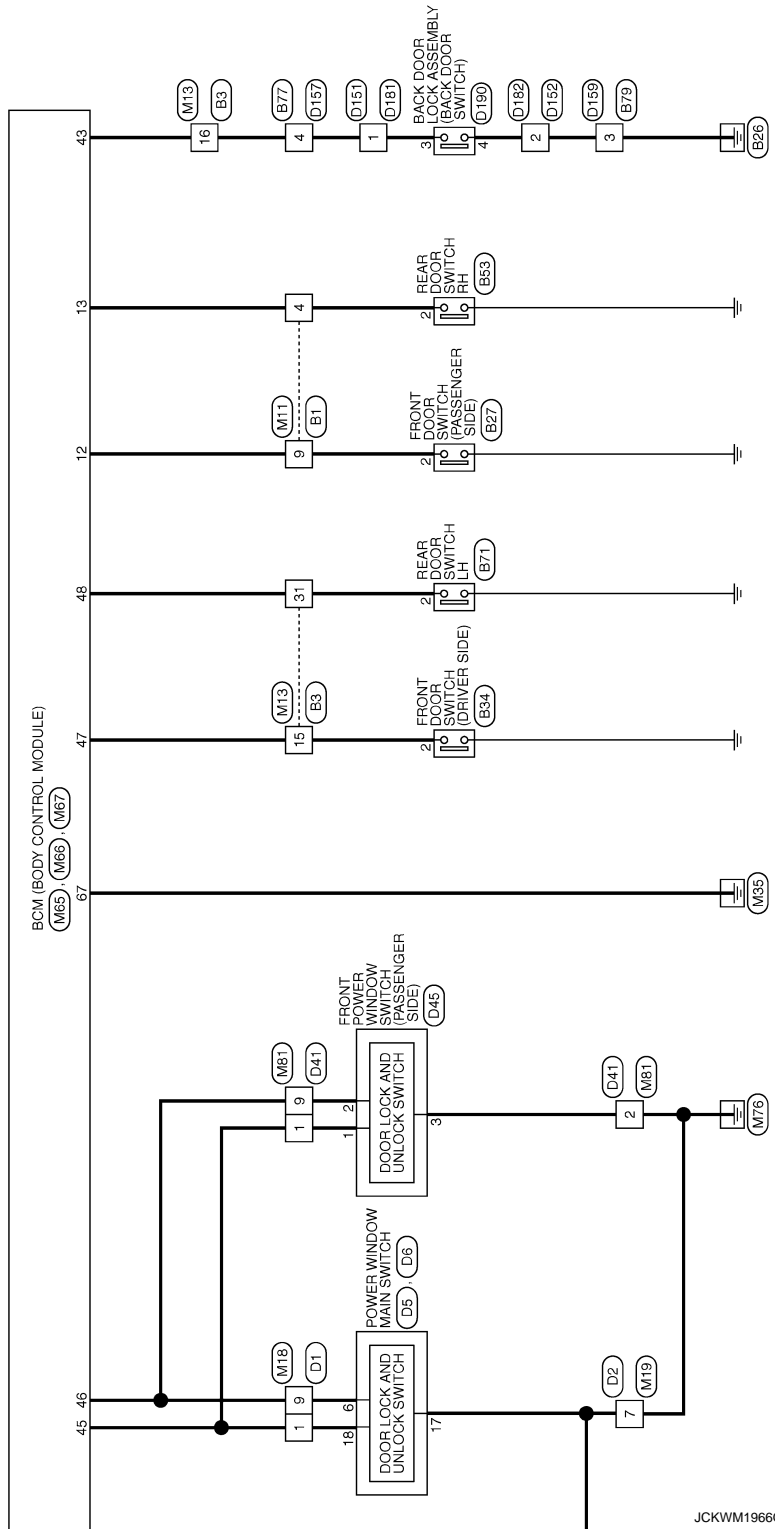 BCM (BODY CONTROL MODULE)
M65 , M66 , M67
45
46
67
47
48
12
13
43
M18
D1
1
9
18
6
POWER WINDOW
MAIN SWITCH
D5 , D6
DOOR LOCK AND
UNLOCK SWITCH
17
D2
M19
7
M81
D41
1
9
1
2
FRONT
POWER
WINDOW
SWITCH
(PASSENGER
SIDE)
D45
DOOR LOCK AND
UNLOCK SWITCH
3
D41
M81
2
M76
M35
M13
B3
15
2
FRONT
DOOR
SWITCH
(DRIVER SIDE)
B34
31
2
REAR
DOOR
SWITCH
LH
B71
M11
B1
9
2
FRONT
DOOR
SWITCH
(PASSENGER
SIDE)
B27
4
2
REAR
DOOR
SWITCH
RH
B53
M13
B3
16
B77
D157
4
D151
D181
1
3
BACK DOOR
LOCK ASSEMBLY
(BACK DOOR
SWITCH)
D190
4
D182
D152
2
D159
B79
3
B26